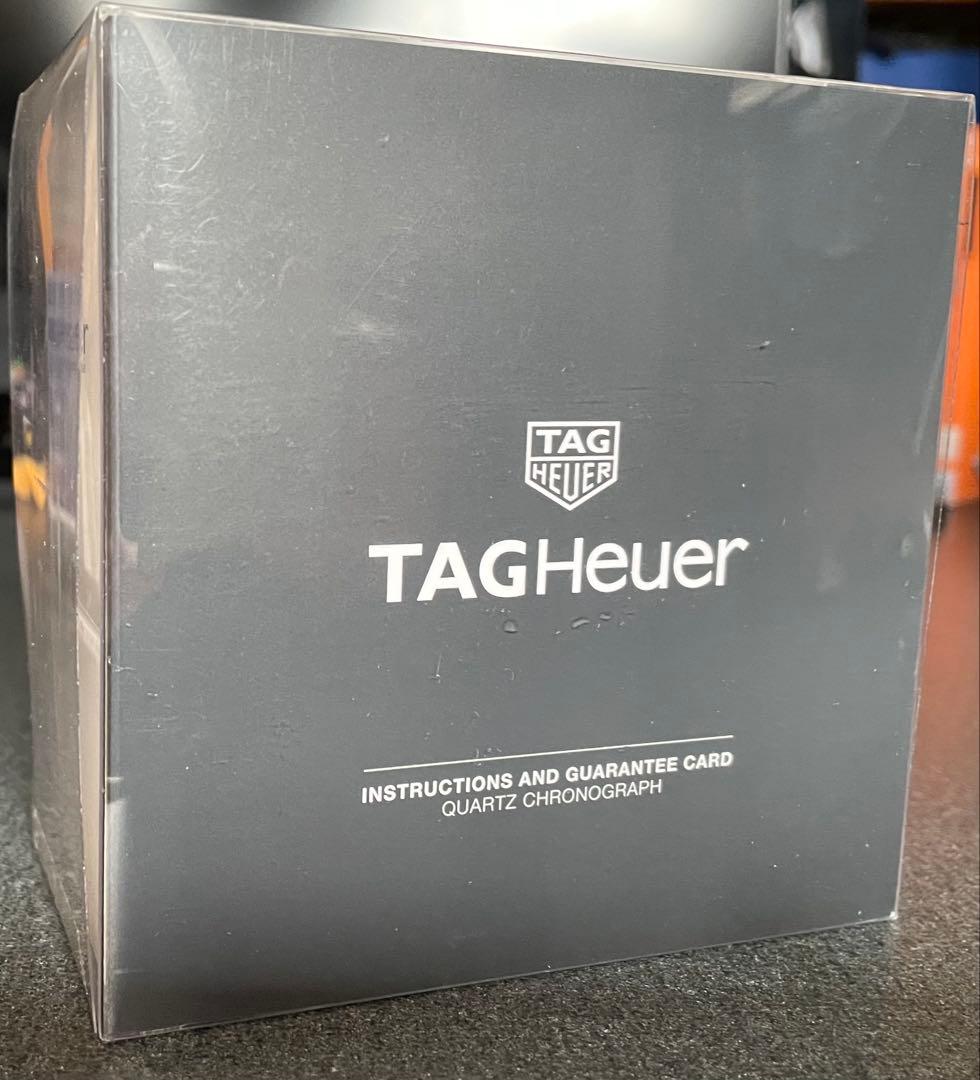 TAG
HEUER
TAGHeuer
INSTRUCTIONS AND GUARANTEE CARD
QUARTZ CHRONOGRAPH
r